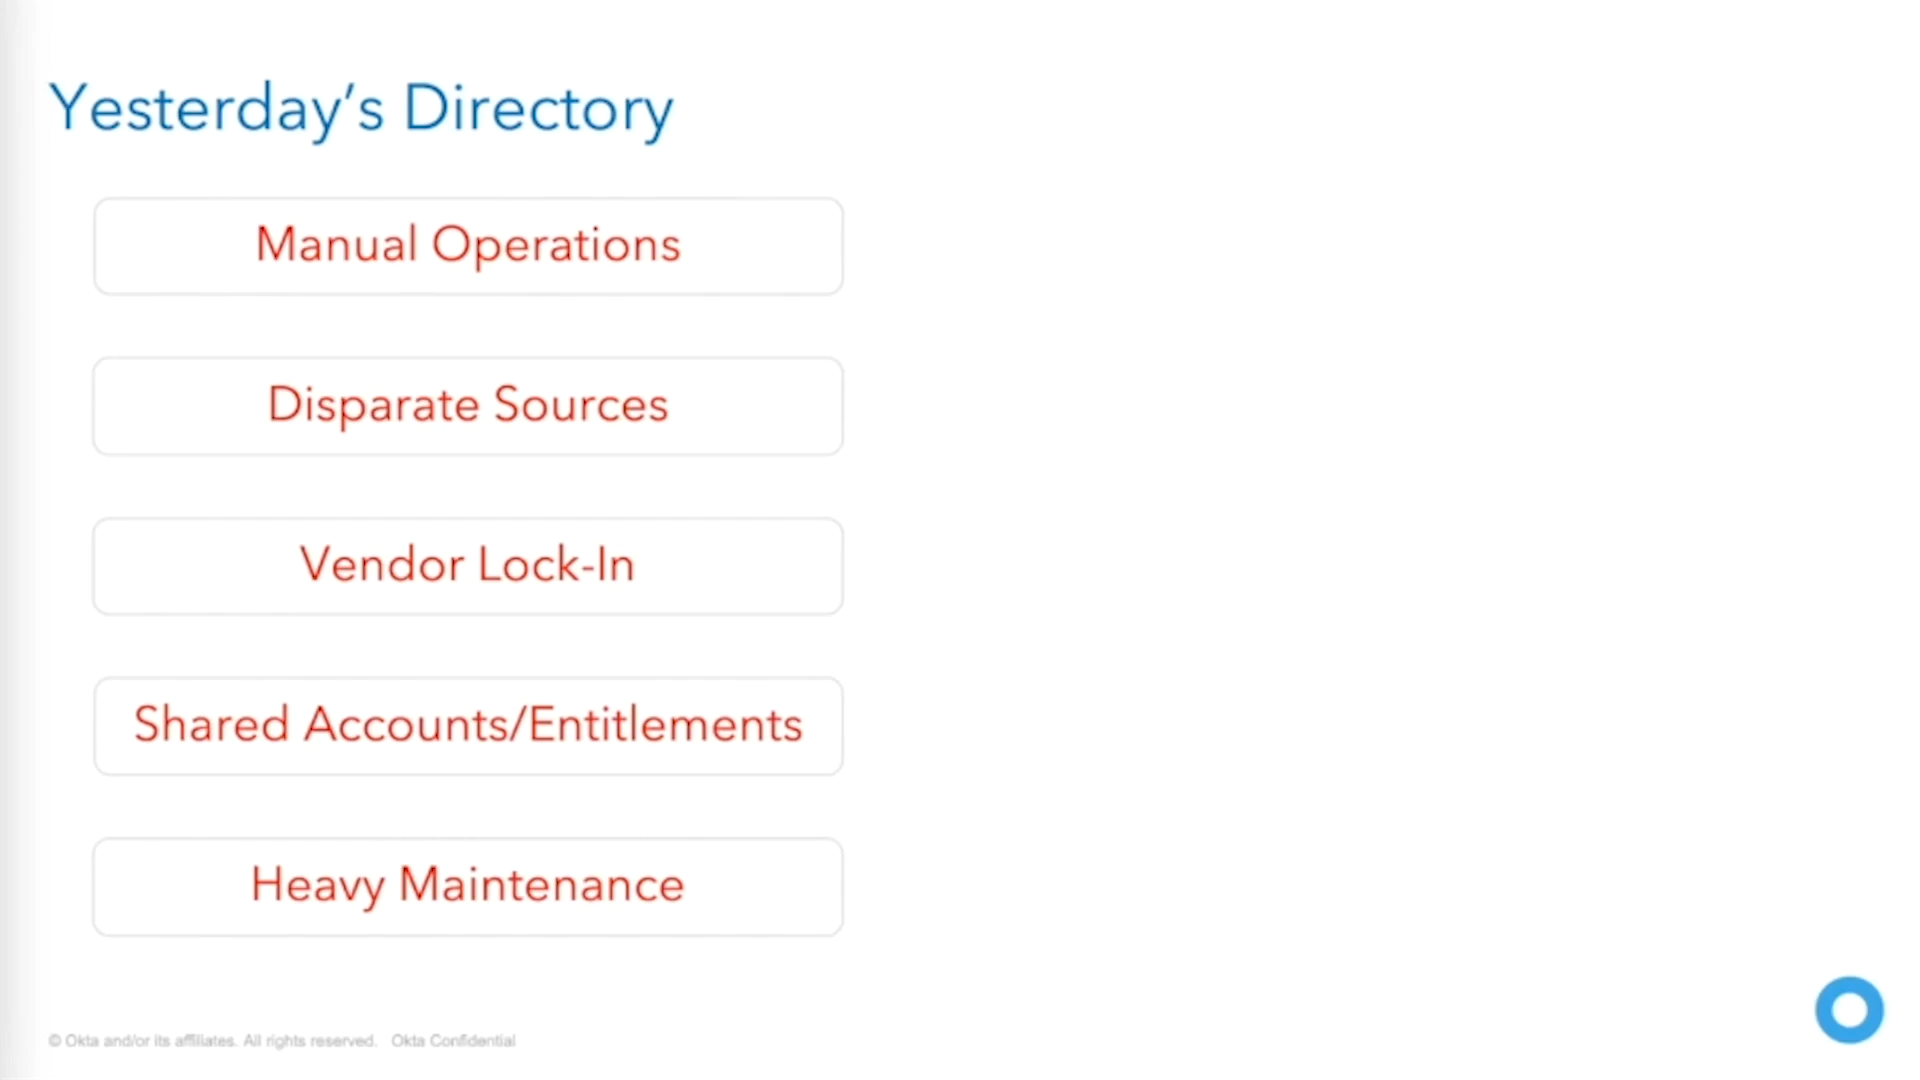 Yesterday’s Directory
Manual Operations
Disparate Sources
Vendor Lock-In
Shared Accounts/Entitlements
Heavy Maintenance
© Okta and/or its affiliates. All rights reserved. Okta Confidential